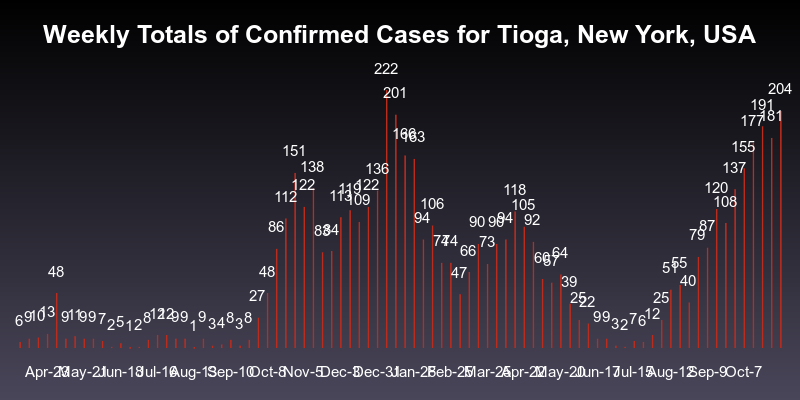 Weekly Totals of Confirmed Cases for Tioga, New York, USA
6 9 10 13 48 9 11 9 9 7 2 5 1 2 8 12 12 9 9 1 9 3 4 8 3 8 27 48 86 112 151 122 138 83 84 113 119 109 122 136 222 201 166 163 94 106 74 74 47 66 90 73 90 94 118 105 92 60 57 64 39 25 22 9 9 3 2 7 6 12 25 51 55 40 79 87 120 108 137 155 177 191 181 204
Apr-23 May-21 Jun-18 Jul-16 Aug-13 Sep-10 Oct-8 Nov-5 Dec-3 Dec-31 Jan-28 Feb-25 Mar-25 Apr-22 May-20 Jun-17 Jul-15 Aug-12 Sep-9 Oct-7